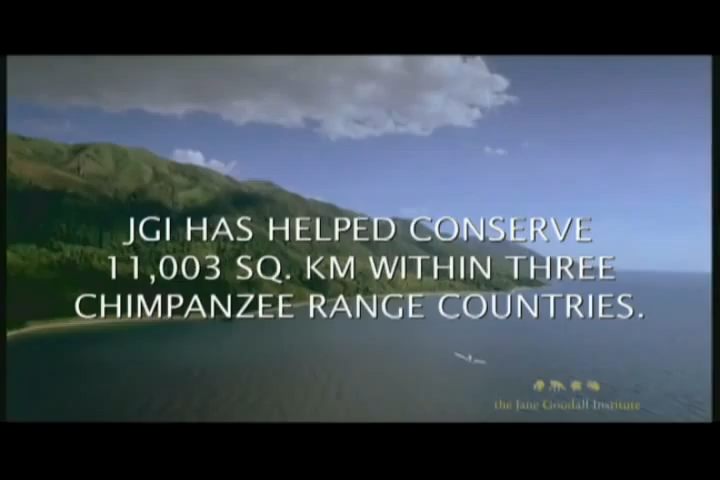 JGI HAS HELPED CONSERVE
11,003 SQ. KM WITHIN THREE
CHIMPANZEE RANGE COUNTRIES.
the Jane Goodall Institute